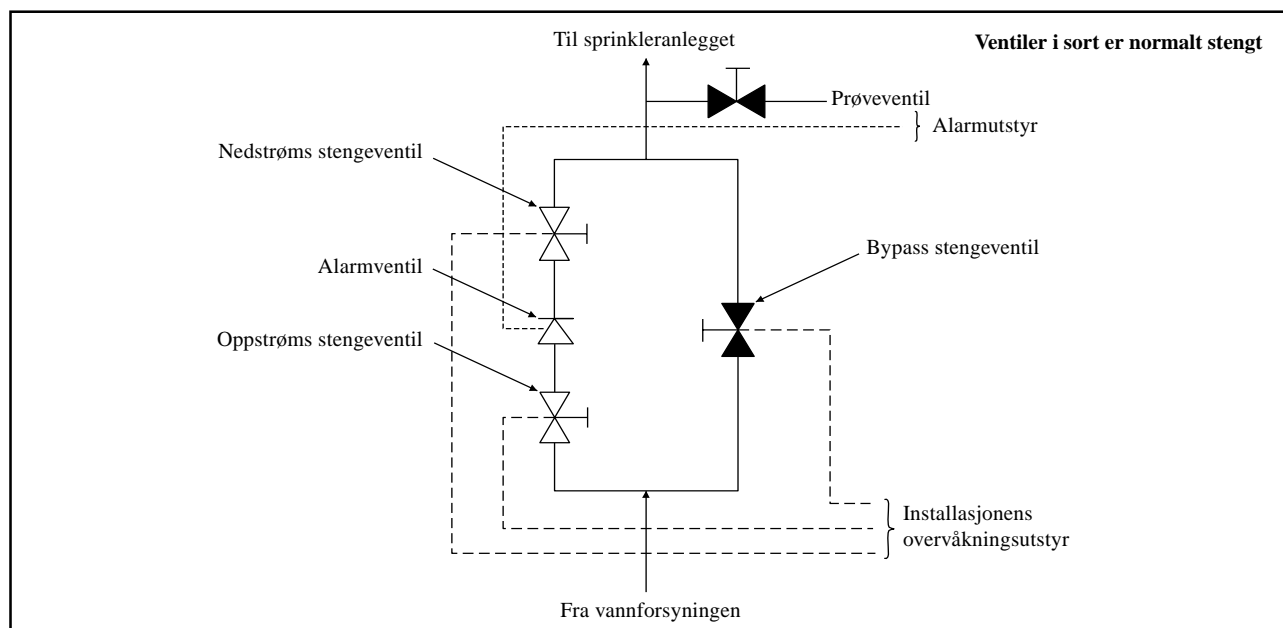 Til sprinkleranlegget
Ventiler i sort er normalt stengt
Prøveventil
Alarmutstyr
Nedstrøms stengeventil
Bypass stengeventil
Alarmventil
Oppstrøms stengeventil
Installasjonens
overvåkningsutstyr
Fra vannforsyningen